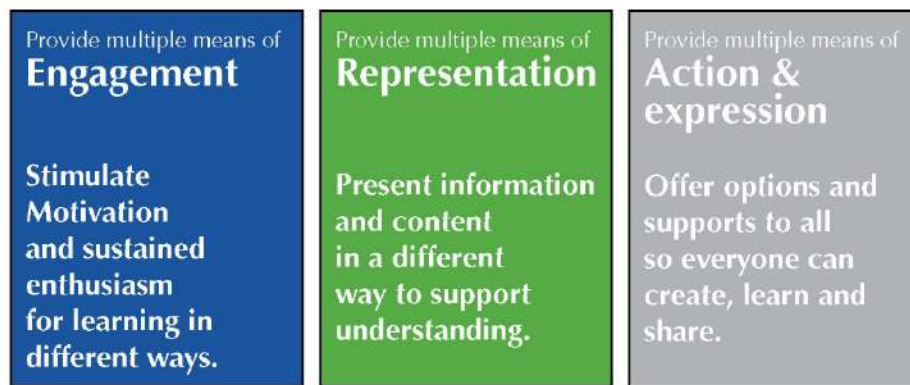 Provide multiple means of
Engagement
Stimulate
Motivation
and sustained
enthusiasm
for learning in
different ways.
Provide multiple means of
Representation
Present information
and content
in a different
way to support
understanding.
Provide multiple means of
Action &
expression
Offer options and
supports to all
so everyone can
create, learn and
share.